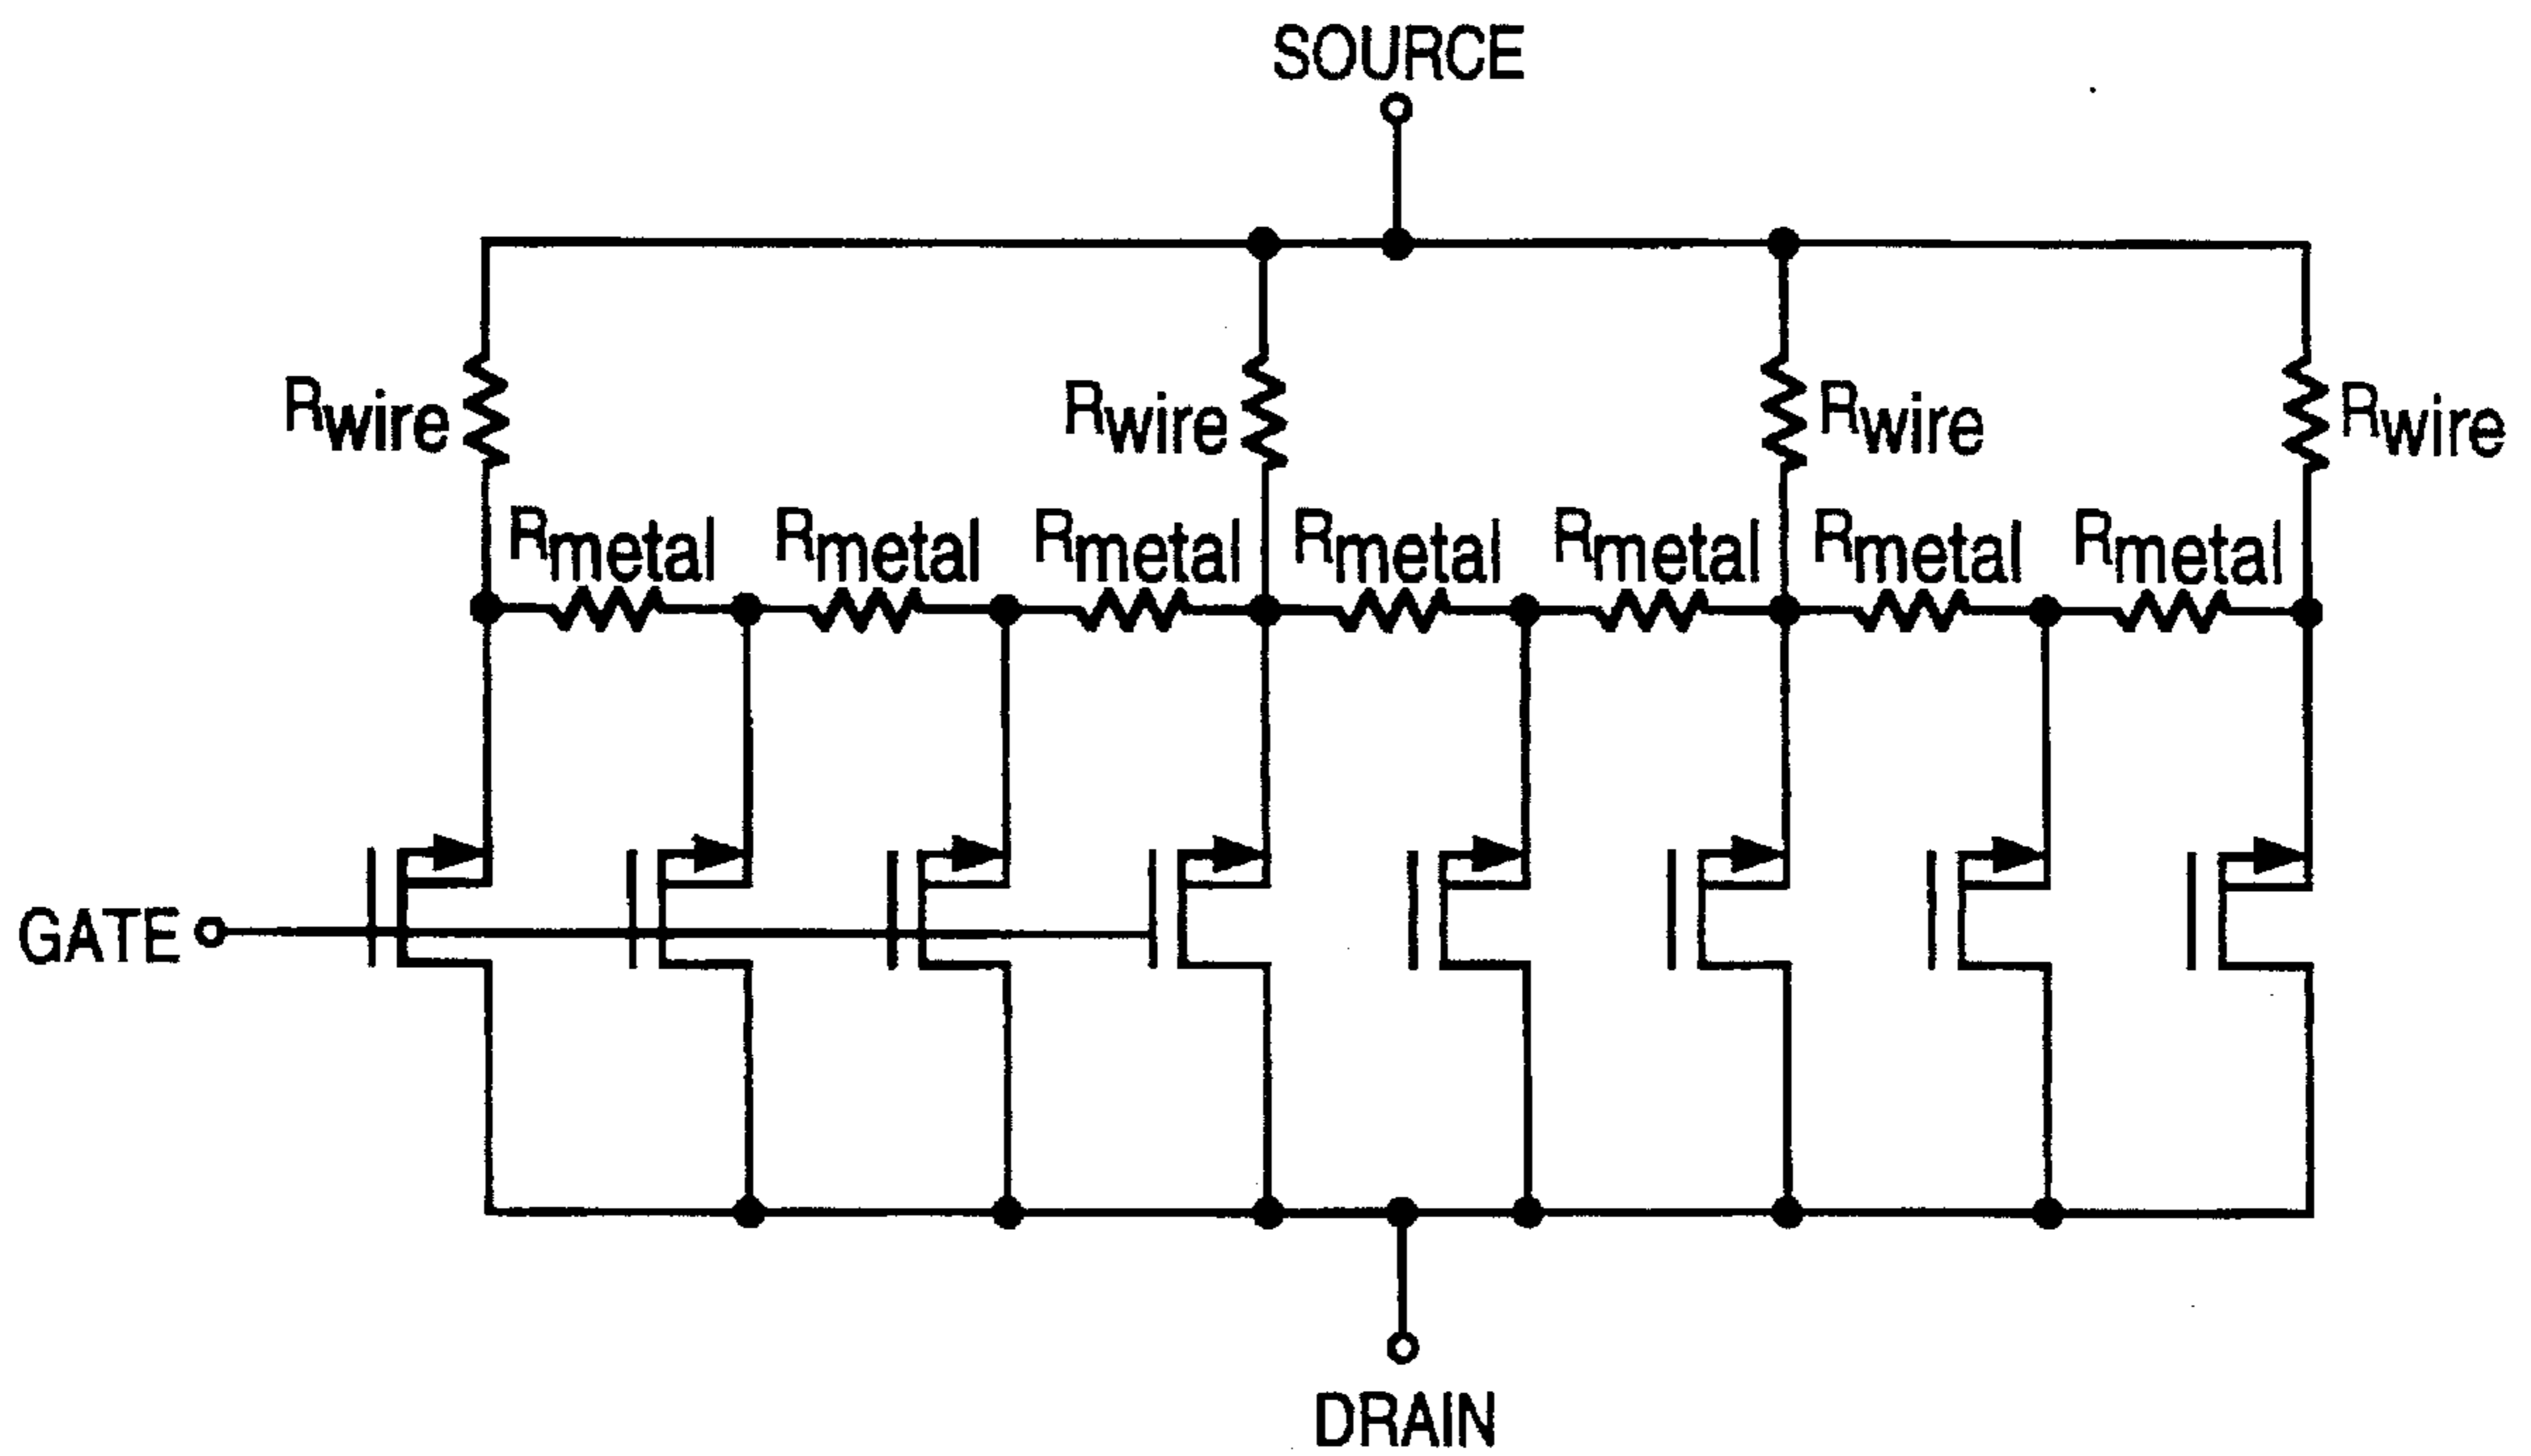 SOURCE
Rwire Rwire Rwire Rwire
Rmetal Rmetal Rmetal Rmetal Rmetal Rmetal Rmetal
GATE
DRAIN